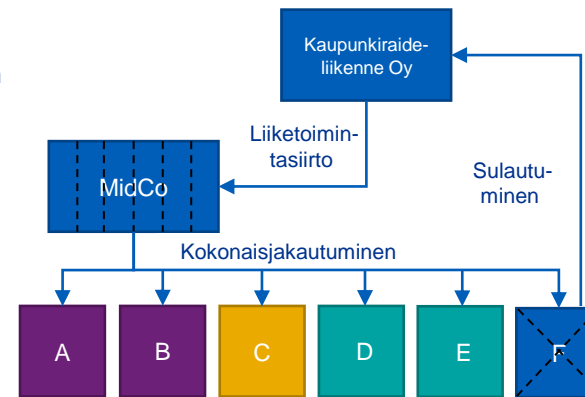 Kaupunkiraide-
liikenne Oy
Liiketoimin-
tasiirto
Sulautu-
minen
MidCo
Kokonaisjakautuminen
A
B
C
D
E
F